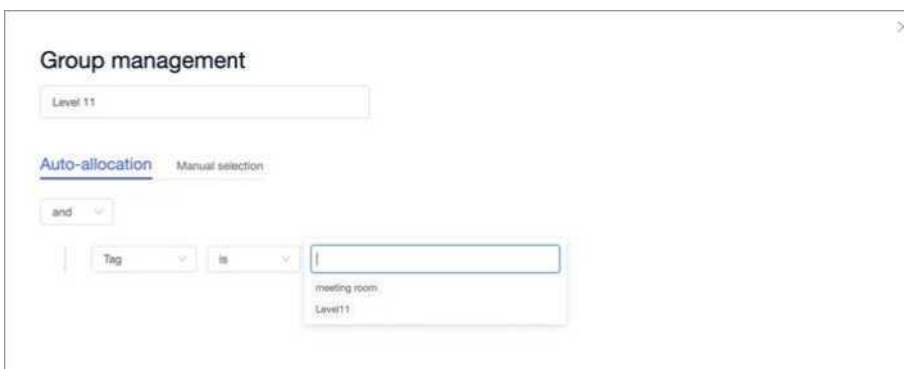 Group management
Level 11
Auto-allocation Manual selection
and
Tag is
meeting room
Level11